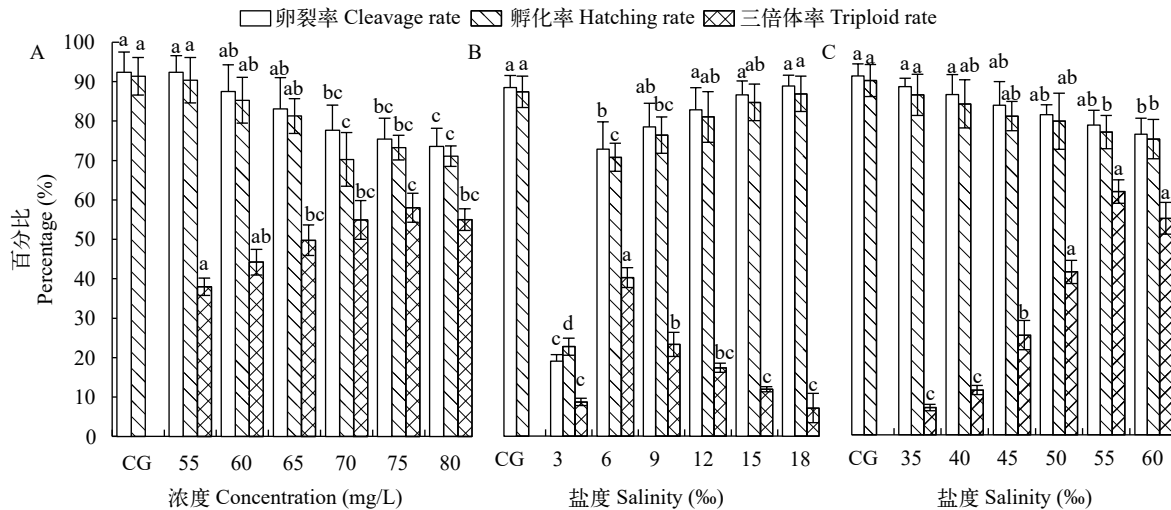 卵裂率 Cleavage rate 孵化率 Hatching rate 三倍体率 Triploid rate
百分比
Percentage (%)
100
90
80
70
60
50
40
30
20
10
0
A
a a a a ab ab ab ab bc c bc bc c c
a ab bc bc c bc
CG 55 60 65 70 75 80
浓度 Concentration (mg/L)
B
a a b c ab ab a ab a ab a a
c d c a b bc c c
CG 3 6 9 12 15 18
盐度 Salinity (‰)
C
a a a a a ab ab ab ab ab ab b b b
c c b a a a
CG 35 40 45 50 55 60
盐度 Salinity (‰)